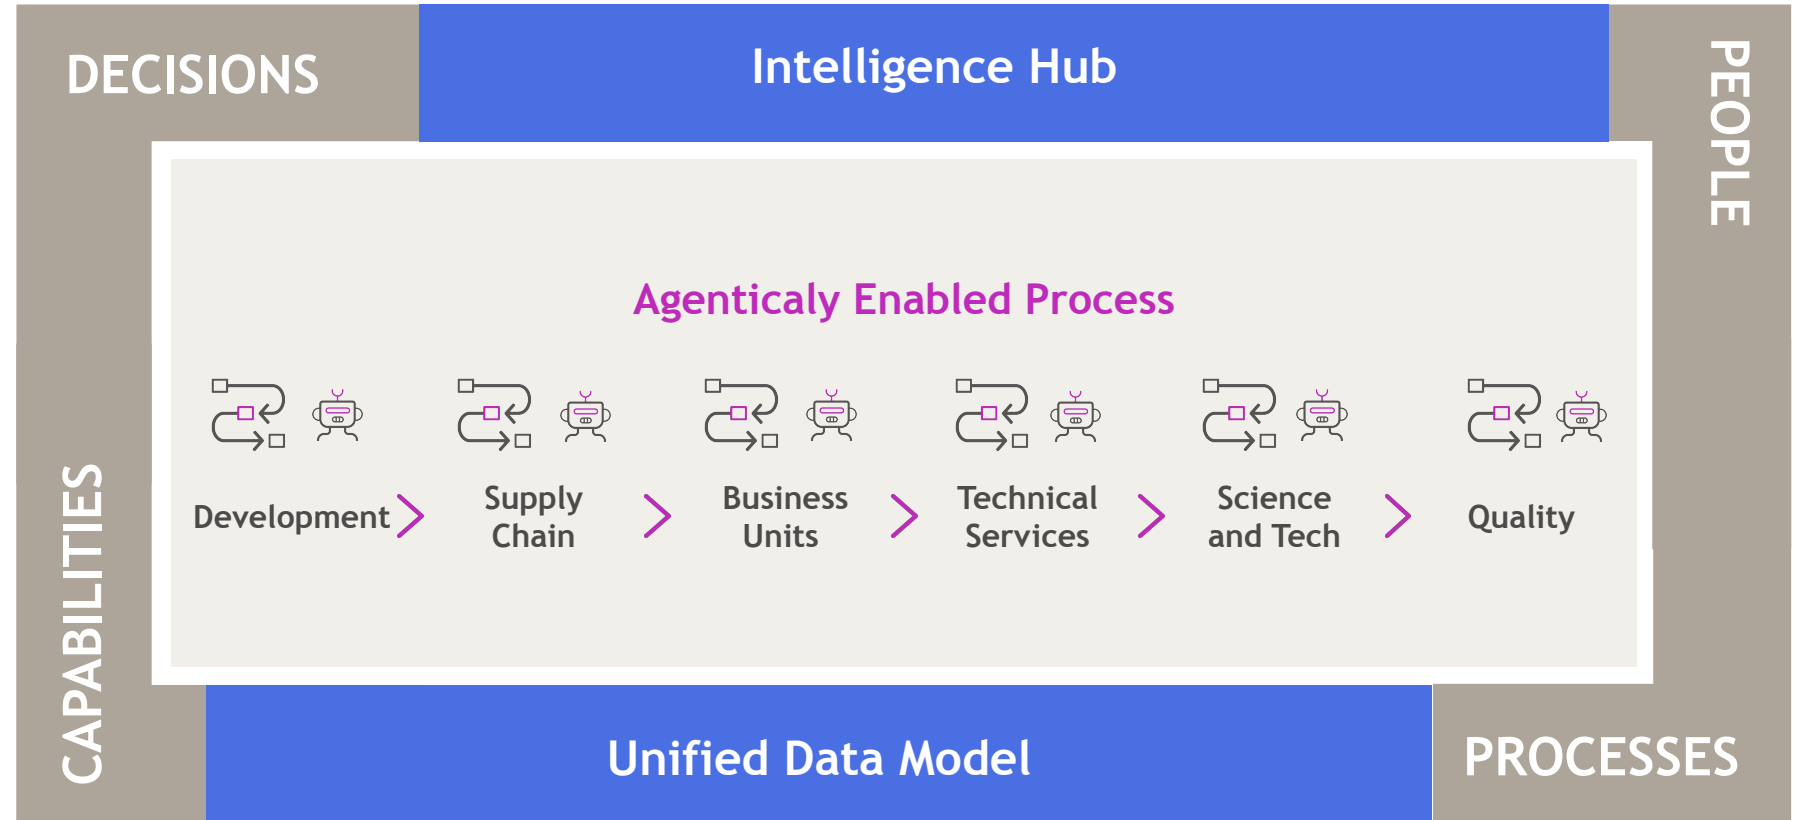 DECISIONS
Intelligence Hub
PEOPLE
Agenticaly Enabled Process
Development
Supply
Chain
Business
Units
Technical
Services
Science
and Tech
Quality
CAPABILITIES
Unified Data Model
PROCESSES